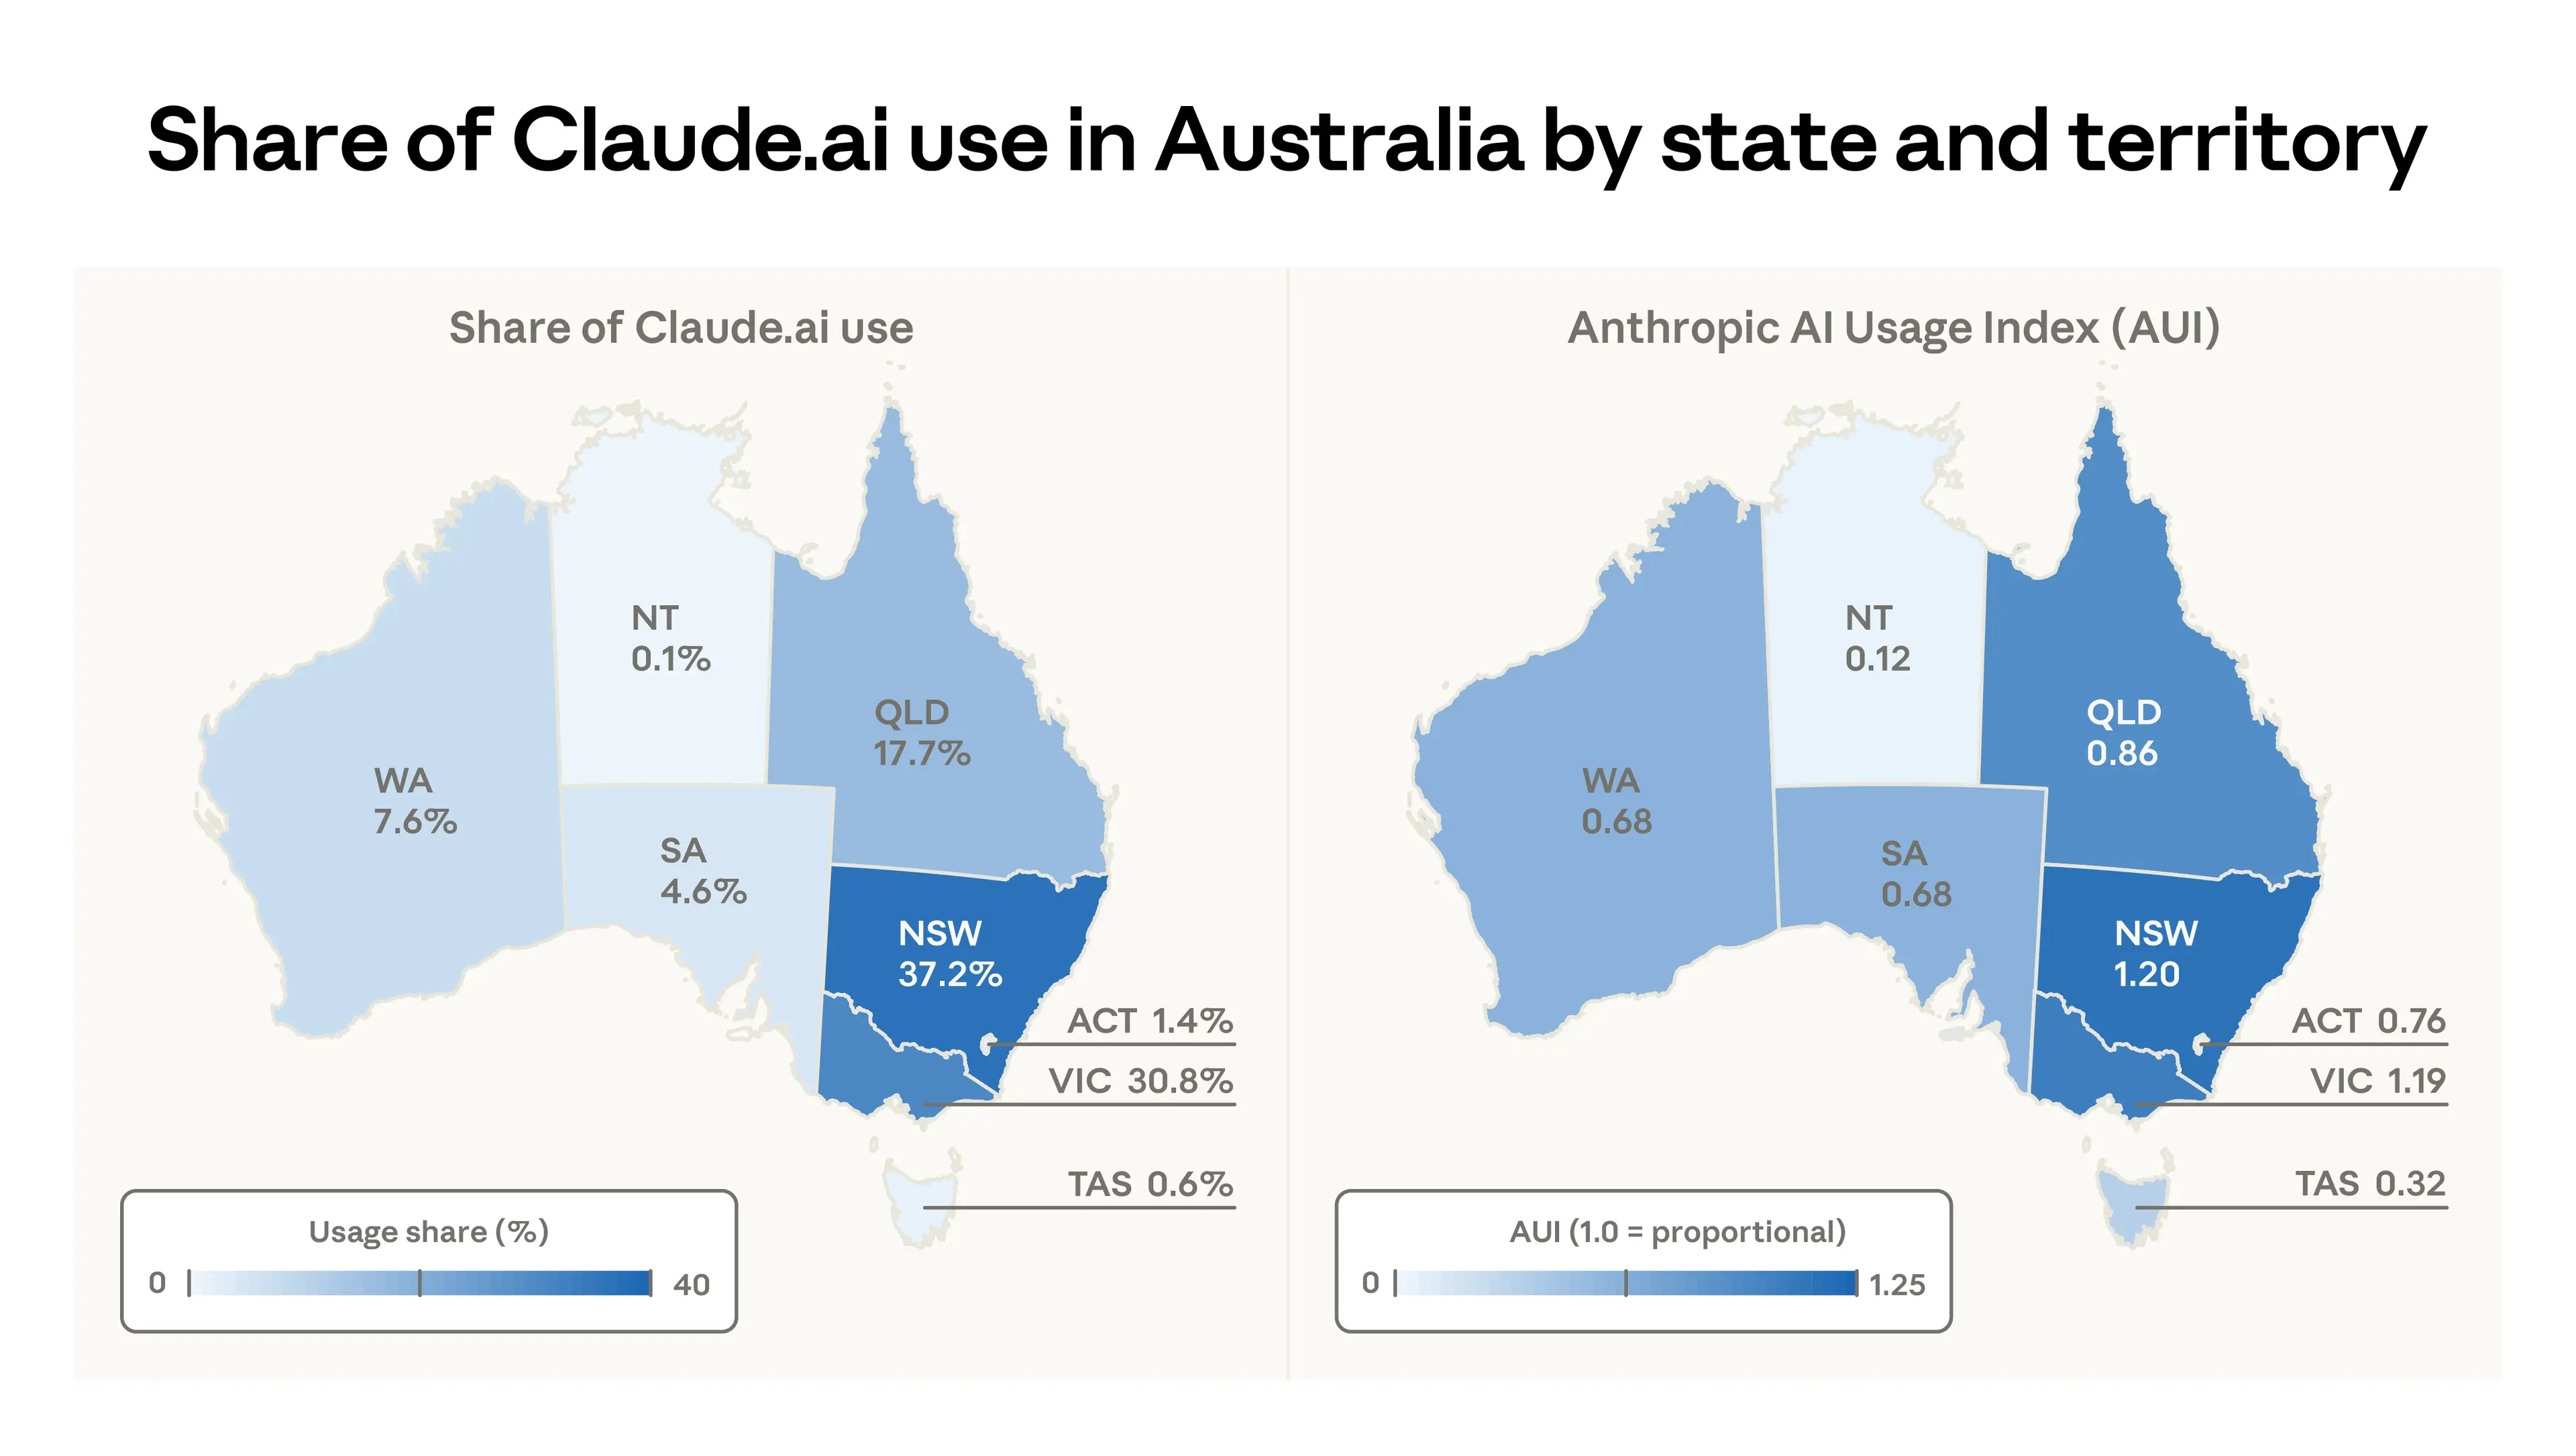 Share of Claude.ai use in Australia by state and territory
Share of Claude.ai use
NT
0.1%
QLD
17.7%
WA
7.6%
SA
4.6%
NSW
37.2%
ACT 1.4%
VIC 30.8%
TAS 0.6%
Usage share (%)
0
40
Anthropic AI Usage Index (AUI)
NT
0.12
QLD
0.86
WA
0.68
SA
0.68
NSW
1.20
ACT 0.76
VIC 1.19
TAS 0.32
AUI (1.0 = proportional)
0
1.25